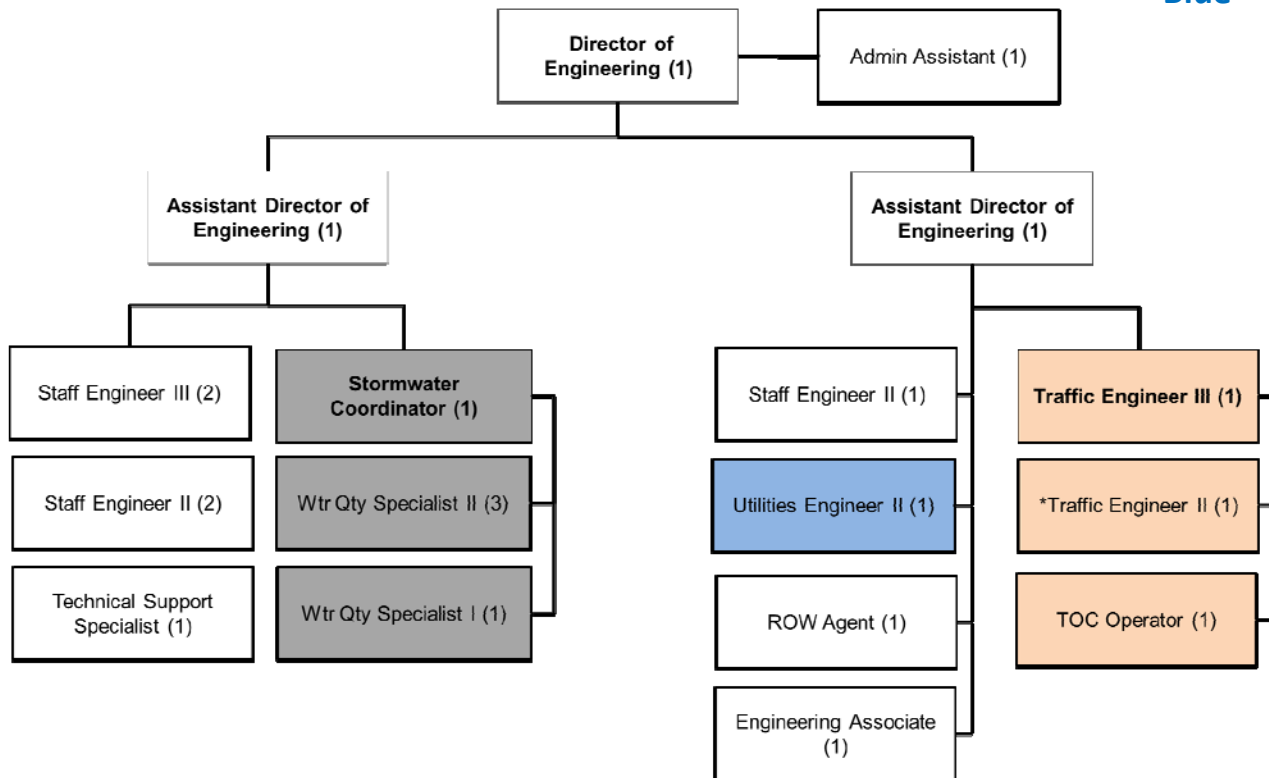 Blue
Director of
Engineering (1)
Admin Assistant (1)
Assistant Director of
Engineering (1)
Assistant Director of
Engineering (1)
Staff Engineer III (2)
Stormwater
Coordinator (1)
Staff Engineer II (1)
Traffic Engineer III (1)
Staff Engineer II (2)
Wtr Qty Specialist II (3)
Utilities Engineer II (1)
*Traffic Engineer II (1)
Technical Support
Specialist (1)
Wtr Qty Specialist I (1)
ROW Agent (1)
TOC Operator (1)
Engineering Associate
(1)